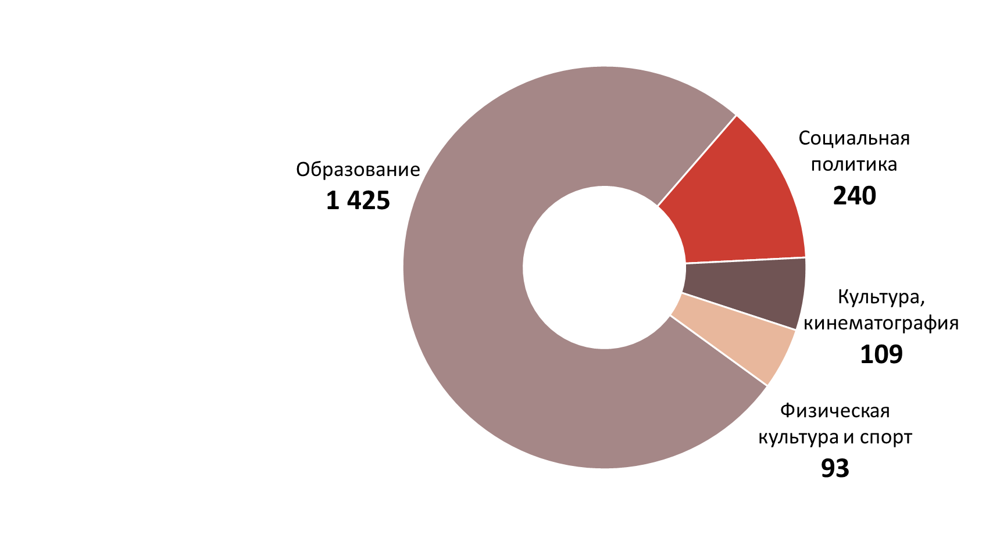 Образование
1 425
Социальная
политика
240
Культура,
кинематография
109
Физическая
культура и спорт
93